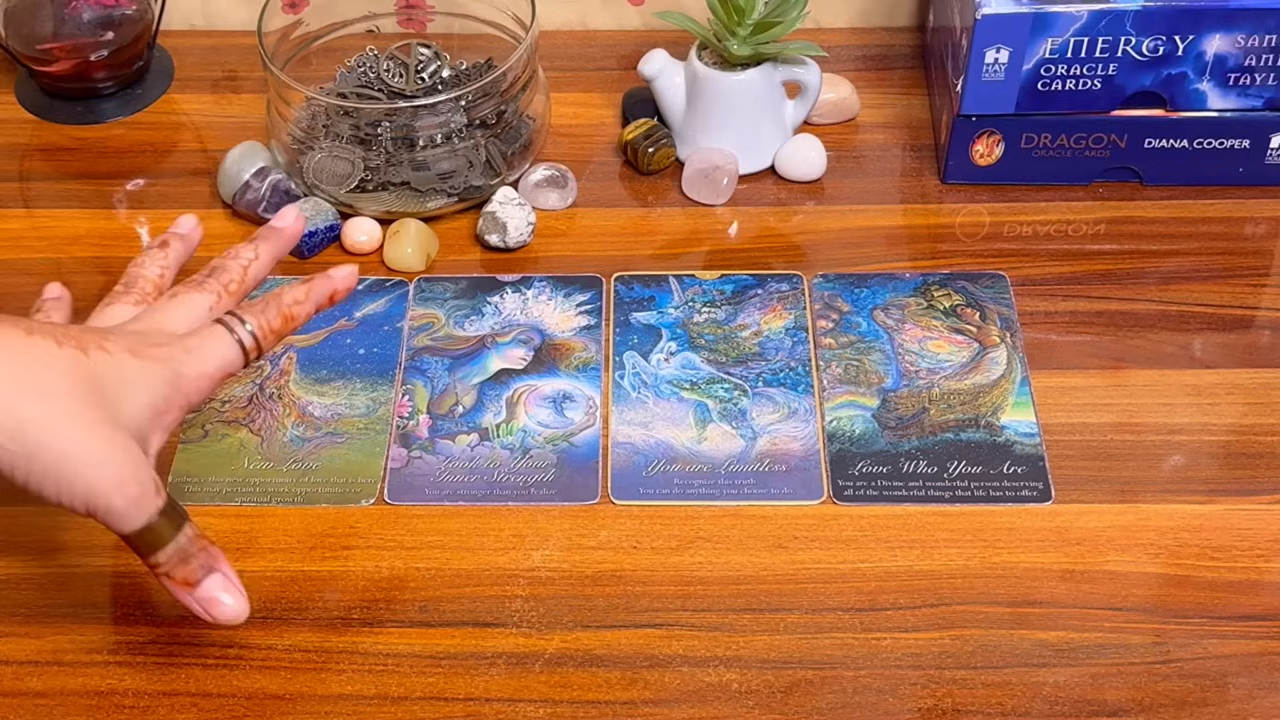 HAY
HOUSE
ENERGY
ORACLE
CARDS
SAN
AN
TAYL
DRAGON
ORACLE CARDS
DIANA COOPER
HA
DRAGON
New Love
Embrace this new opportunity of love that is here
This may pertain to work opportunities or
spiritual growth.
Look to Your
Inner Strength
You are stronger than you realize
You are Limitless
Recognize this truth
You can do anything you choose to do.
Love Who You Are
You are a Divine and wonderful person deserving
all of the wonderful things that life has to offer.